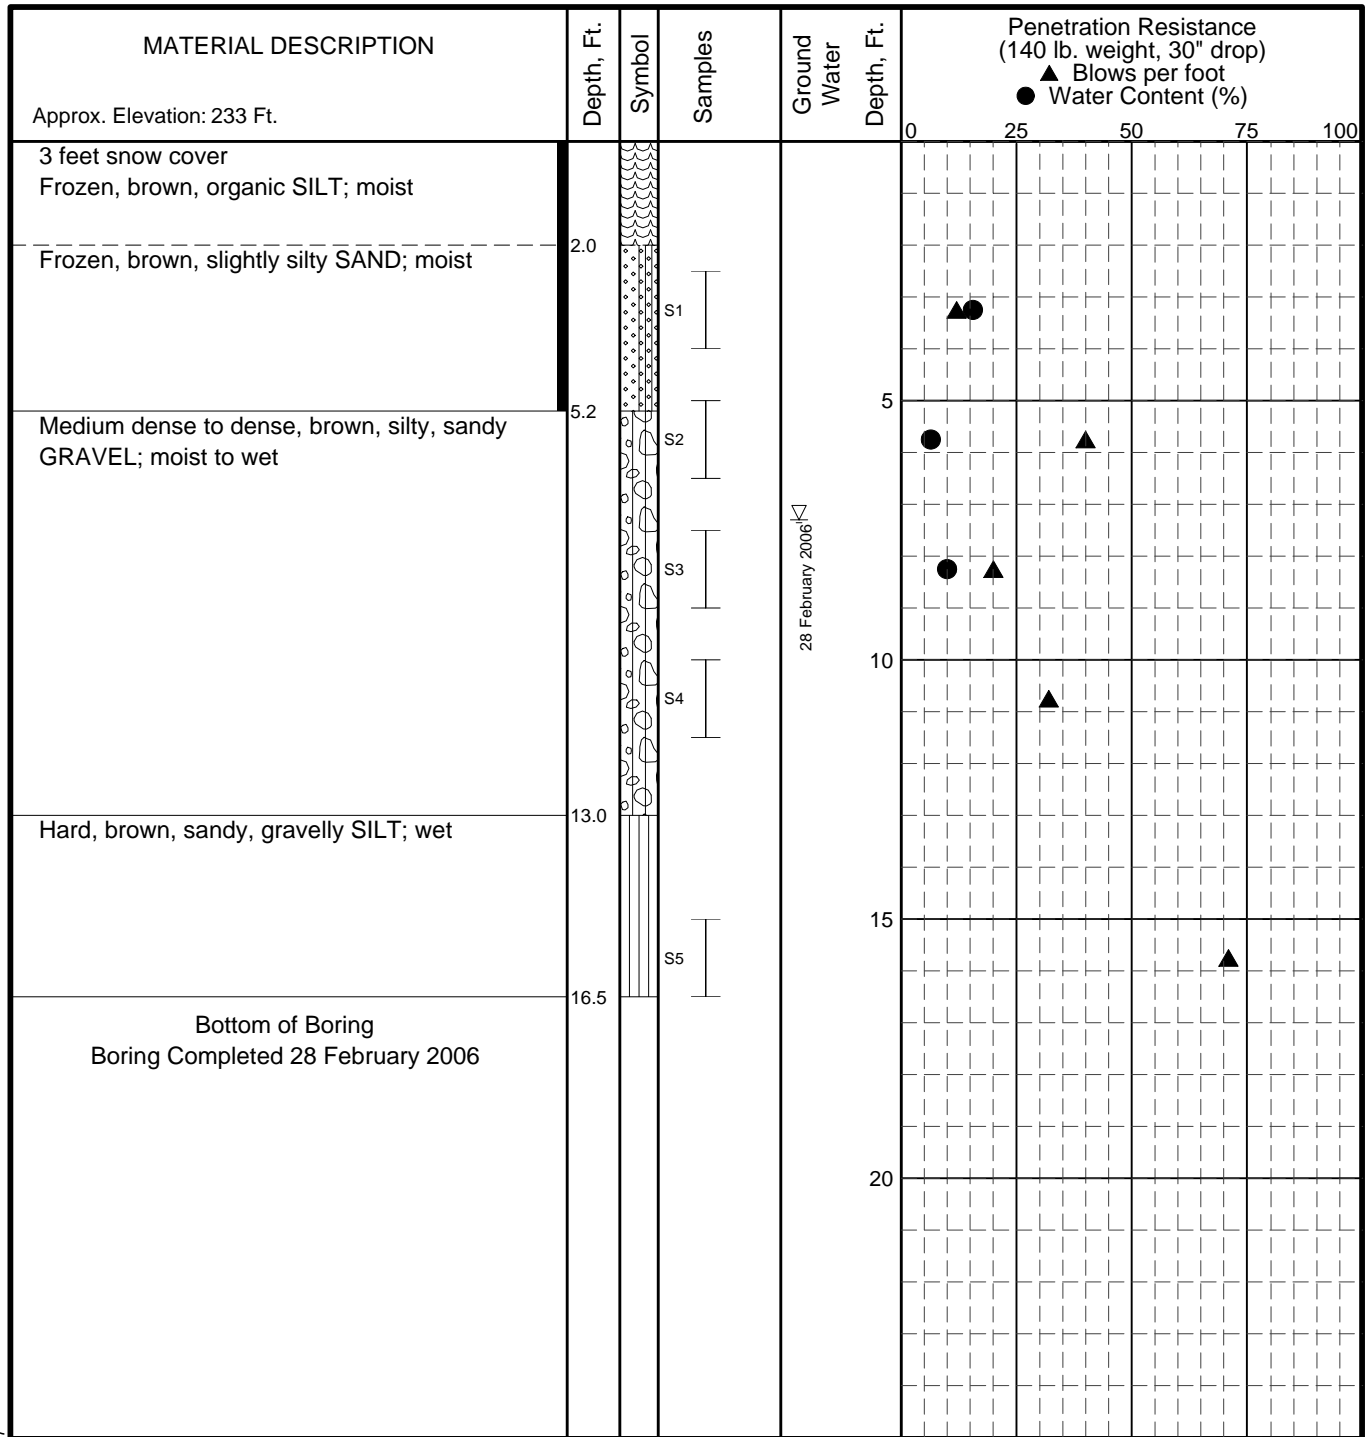 MATERIAL DESCRIPTION
Approx. Elevation: 233 Ft.
Depth, Ft.
Symbol
Samples
Ground
Water
Depth, Ft.
Penetration Resistance
(140 lb. weight, 30" drop)
▲ Blows per foot
● Water Content (%)
0 25 50 75 100
3 feet snow cover
Frozen, brown, organic SILT; moist
2.0
Frozen, brown, slightly silty SAND; moist
S1
5
5.2
Medium dense to dense, brown, silty, sandy
GRAVEL; moist to wet
S2
28 February 2006
S3
10
S4
13.0
Hard, brown, sandy, gravelly SILT; wet
15
S5
16.5
Bottom of Boring
Boring Completed 28 February 2006
20